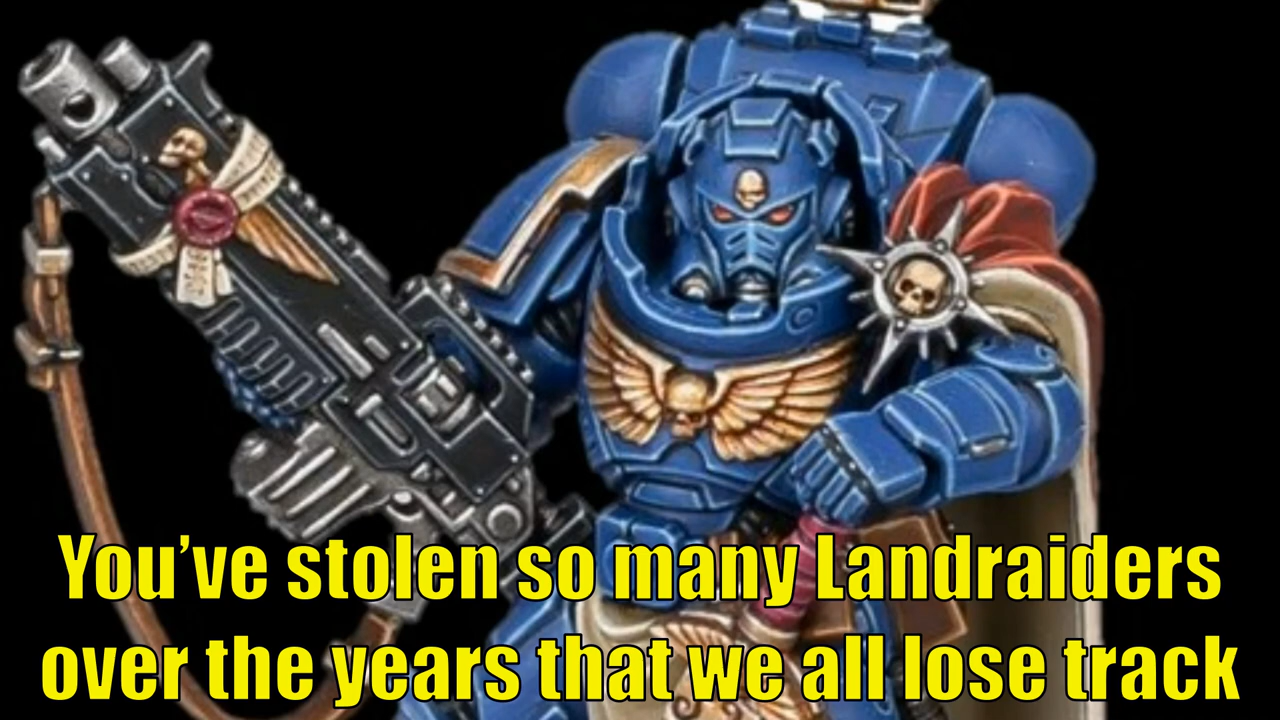 You’ve stolen so many Landraiders
over the years that we all lose track